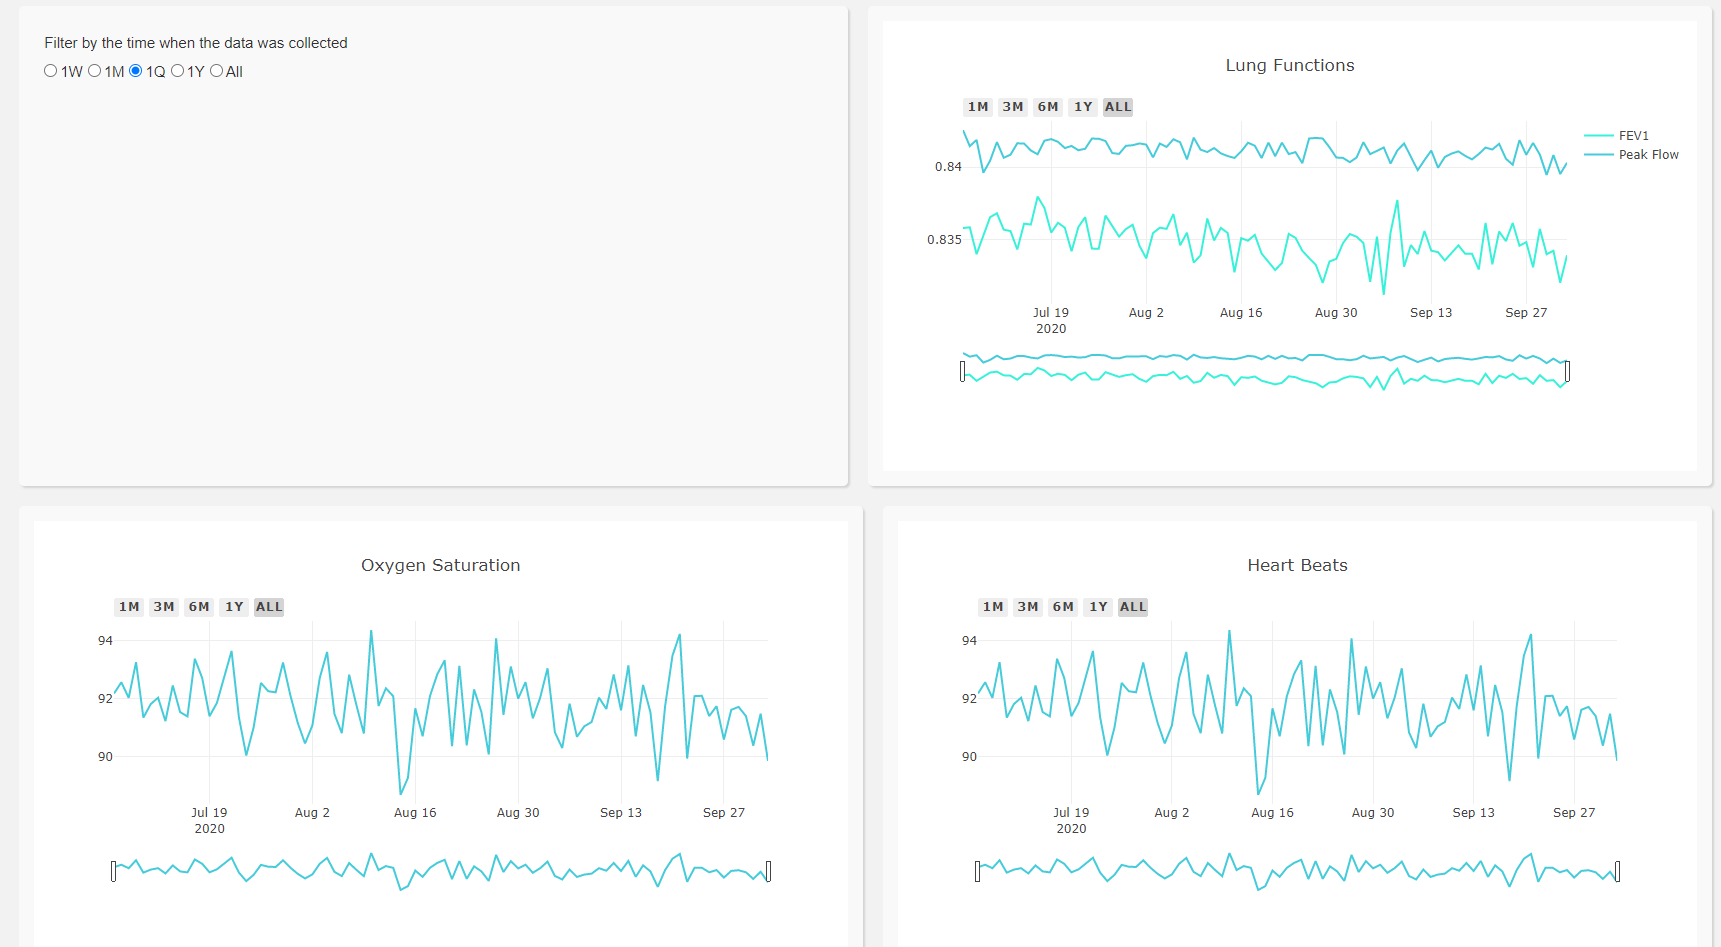 Filter by the time when the data was collected
1W 1M 1Q 1Y All
Lung Functions
1M 3M 6M 1Y ALL
FEV1
Peak Flow
0.84
0.835
Jul 19 Aug 2 Aug 16 Aug 30 Sep 13 Sep 27
2020
Oxygen Saturation
1M 3M 6M 1Y ALL
94
92
90
Jul 19 Aug 2 Aug 16 Aug 30 Sep 13 Sep 27
2020
Heart Beats
1M 3M 6M 1Y ALL
94
92
90
Jul 19 Aug 2 Aug 16 Aug 30 Sep 13 Sep 27
2020